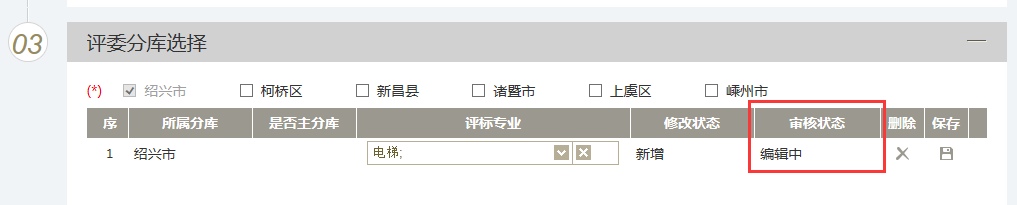 03
评委分库选择
(*) 绍兴市 柯桥区 新昌县 诸暨市 上虞区 嵊州市
序 所属分库 是否主分库 评标专业 修改状态 审核状态 删除 保存
1 绍兴市 电梯; 新增 编辑中